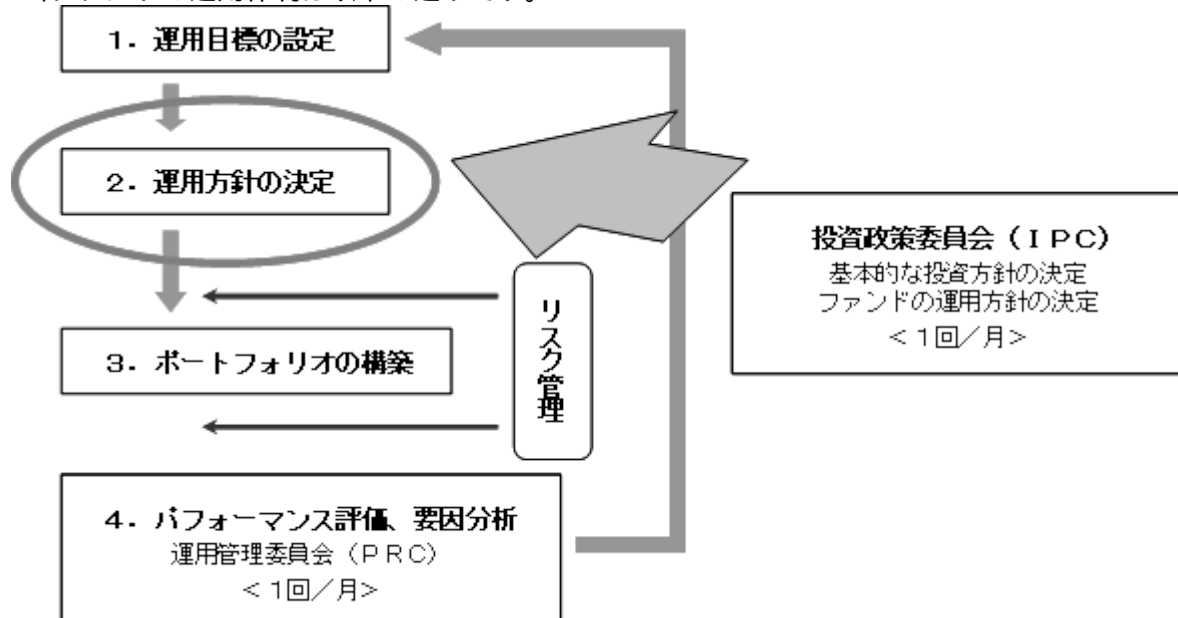 1．運用目標の設定
2．運用方針の決定
投資政策委員会（ＩＰＣ）
基本的な投資方針の決定
ファンドの運用方針の決定
＜１回／月＞
リスク管理
3．ポートフォリオの構築
4．パフォーマンス評価、要因分析
運用管理委員会（ＰＲＣ）
＜１回／月＞